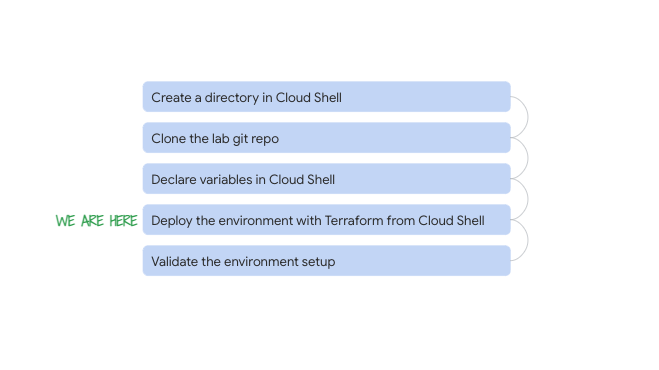 Create a directory in Cloud Shell
Clone the lab git repo
Declare variables in Cloud Shell
WE ARE HERE Deploy the environment with Terraform from Cloud Shell
Validate the environment setup